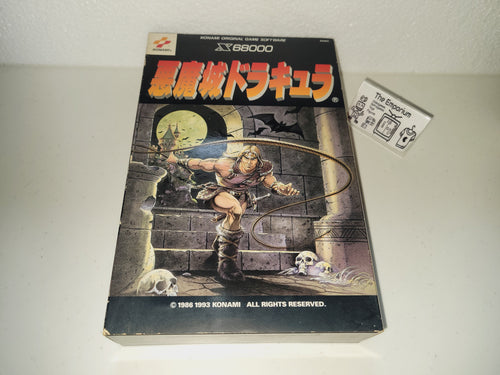 KONAMI ORIGINAL GAME SOFTWARE
KONAMI
X68000
悪魔城ドラキュラ
The Emporium
© 1986 1993 KONAMI ALL RIGHTS RESERVED.